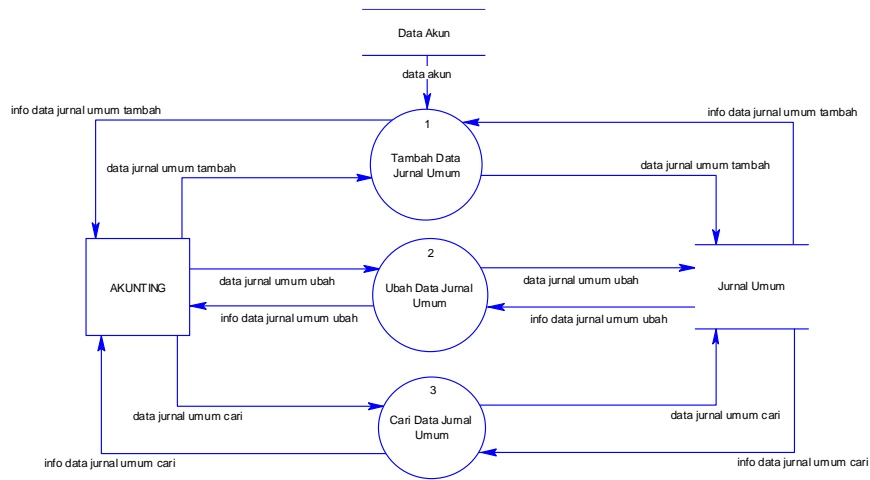 Data Akun
data akun
info data jurnal umum tambah
info data jurnal umum tambah
1
Tambah Data
Jurnal Umum
data jurnal umum tambah
data jurnal umum tambah
2
AKUNTING
data jurnal umum ubah
Ubah Data Jurnal
Umum
data jurnal umum ubah
Jurnal Umum
info data jurnal umum ubah
info data jurnal umum ubah
3
Cari Data Jurnal
Umum
data jurnal umum cari
data jurnal umum cari
info data jurnal umum cari
info data jurnal umum cari